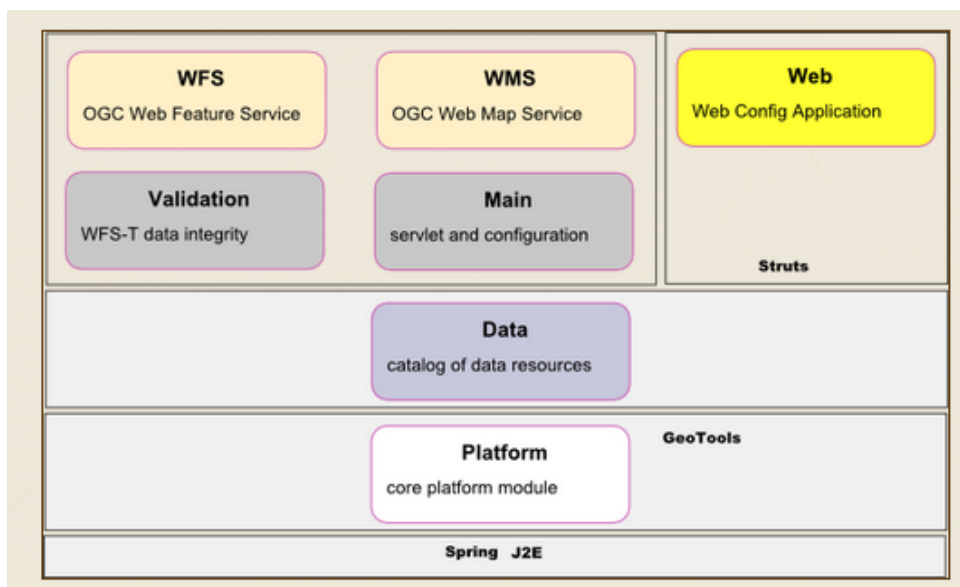 WFS
OGC Web Feature Service
WMS
OGC Web Map Service
Web
Web Config Application
Validation
WFS-T data integrity
Main
servlet and configuration
Struts
Data
catalog of data resources
GeoTools
Platform
core platform module
Spring J2E